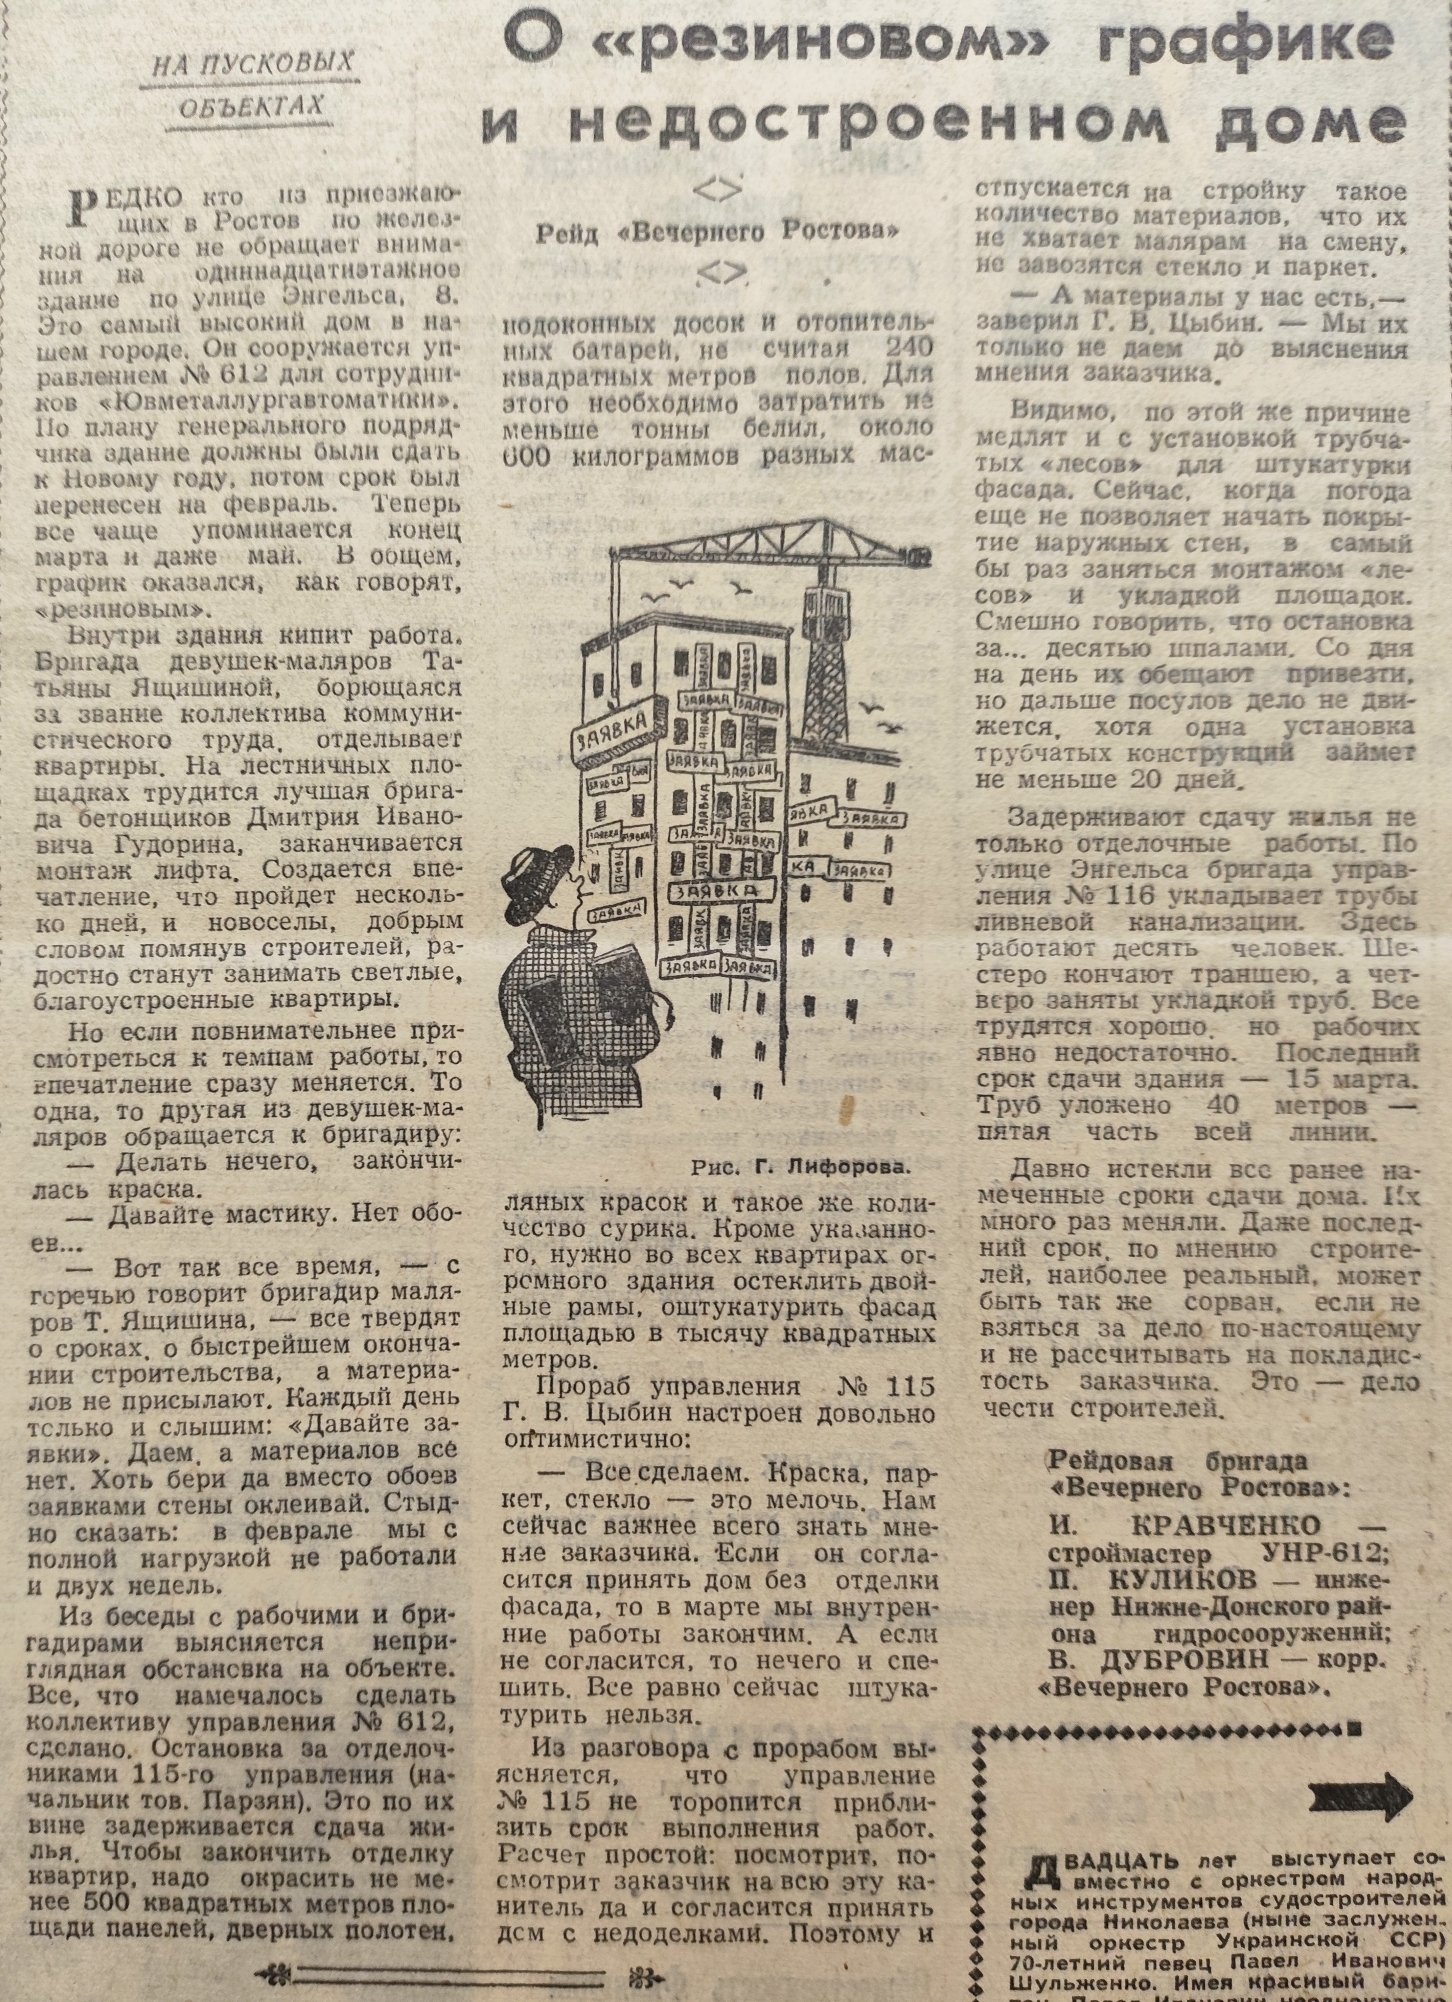 НА ПУСКОВЫХ
ОБЪЕКТАХ
О «резиновом» графике
и недостроенном доме
РЕДКО кто из приезжаю-
щих в Ростов по желез-
ной дороге не обращает внима-
ния на одиннадцатиэтажное
здание по улице Энгельса, 8.
Это самый высокий дом в на-
шем городе. Он сооружается уп-
равлением № 612 для сотрудни-
ков «Ювметаллургавтоматики».
По плану генерального подряд-
чика здание должны были сдать
к Новому году, потом срок был
перенесен на февраль. Теперь
все чаще упоминается конец
марта и даже май. В общем,
график оказался, как говорят,
«резиновым».
Внутри здания кипит работа.
Бригада девушек-маляров Та-
тьяны Ящишиной, борющаяся
за звание коллектива коммуни-
стического труда, отделывает
квартиры. На лестничных пло-
щадках трудится лучшая брига-
да бетонщиков Дмитрия Ивано-
вича Гудорина, заканчивается
монтаж лифта. Создается впе-
чатление, что пройдет несколь-
ко дней, и новоселы, добрым
словом помянув строителей, ра-
достно станут занимать светлые,
благоустроенные квартиры.
Но если повнимательнее при-
смотреться к темпам работы, то
впечатление сразу меняется. То
одна, то другая из девушек-ма-
ляров обращается к бригадиру:
— Делать нечего, закончи-
лась краска.
— Давайте мастику. Нет обо-
ев...
— Вот так все время, — с
горечью говорит бригадир маля-
ров Т. Ящишина, — все твердят
о сроках, о быстрейшем оконча-
нии строительства, а материа-
лов не присылают. Каждый день
только и слышим: «Давайте за-
явки». Даем, а материалов все
нет. Хоть бери да вместо обоев
заявками стены оклеивай. Стыд-
но сказать: в феврале мы с
полной нагрузкой не работали
и двух недель.
Из беседы с рабочими и бри-
гадирами выясняется непри-
глядная обстановка на объекте.
Все, что намечалось сделать
коллективу управления № 612,
сделано. Остановка за отделоч-
никами 115-го управления (на-
чальник тов. Парзян). Это по их
вине задерживается сдача жи-
лья. Чтобы закончить отделку
квартир, надо окрасить не ме-
нее 500 квадратных метров пло-
щади панелей, дверных полотен,
Рейд «Вечернего Ростова»
подоконных досок и отопитель-
ных батарей, не считая 240
квадратных метров полов. Для
этого необходимо затратить не
меньше тонны белил, около
600 килограммов разных мас-
ЗАЯВКА
ЗАЯВКА
ЗАЯВКА
ЗАЯВКА
ЗАЯВКА
ЗАЯВКА
ЗАЯВКА
ЗАЯВКА
КА
ЗАЯВКА
ЗАЯВКА
ЗАЯВКА
ЗАЯВКА
ЗАЯВКА
Рис. Г. Лифорова.
ляных красок и такое же коли-
чество сурика. Кроме указанно-
го, нужно во всех квартирах ог-
ромного здания остеклить двой-
ные рамы, оштукатурить фасад
площадью в тысячу квадратных
метров.
Прораб управления № 115
Г. В. Цыбин настроен довольно
оптимистично:
— Все сделаем. Краска, пар-
кет, стекло — это мелочь. Нам
сейчас важнее всего знать мне-
ние заказчика. Если он согла-
сится принять дом без отделки
фасада, то в марте мы внутрен-
ние работы закончим. А если
не согласится, то нечего и спе-
шить. Все равно сейчас штука-
турить нельзя.
Из разговора с прорабом вы-
ясняется, что управление
№ 115 не торопится прибли-
зить срок выполнения работ.
Расчет простой: посмотрит, по-
смотрит заказчик на всю эту ка-
нитель да и согласится принять
дом с недоделками. Поэтому и
отпускается на стройку такое
количество материалов, что их
не хватает малярам на смену,
не завозятся стекло и паркет.
— А материалы у нас есть,—
заверил Г. В. Цыбин. — Мы их
только не даем до выяснения
мнения заказчика.
Видимо, по этой же причине
медлят и с установкой трубча-
тых «лесов» для штукатурки
фасада. Сейчас, когда погода
еще не позволяет начать покры-
тие наружных стен, в самый
бы раз заняться монтажом «ле-
сов» и укладкой площадок.
Смешно говорить, что остановка
за... десятью шпалами. Со дня
на день их обещают привезти,
но дальше посулов дело не дви-
жется, хотя одна установка
трубчатых конструкций займет
не меньше 20 дней.
Задерживают сдачу жилья не
только отделочные работы. По
улице Энгельса бригада управ-
ления № 116 укладывает трубы
ливневой канализации. Здесь
работают десять человек. Ше-
стеро кончают траншею, а чет-
веро заняты укладкой труб. Все
трудятся хорошо, но рабочих
явно недостаточно. Последний
срок сдачи здания — 15 марта.
Труб уложено 40 метров —
пятая часть всей линии.
Давно истекли все ранее на-
меченные сроки сдачи дома. Их
много раз меняли. Даже послед-
ний срок, по мнению строите-
лей, наиболее реальный, может
быть так же сорван, если не
взяться за дело по-настоящему
и не рассчитывать на покладис-
тость заказчика. Это — дело
чести строителей.
Рейдовая бригада
«Вечернего Ростова»:
И. КРАВЧЕНКО —
строймастер УНР-612;
П. КУЛИКОВ — инже-
нер Нижне-Донского рай-
она гидросооружений;
В. ДУБРОВИН — корр.
«Вечернего Ростова».
ДВАДЦАТЬ лет выступает со-
вместно с оркестром народ-
ных инструментов судостроителей
города Николаева (ныне заслужен-
ный оркестр Украинской ССР)
70-летний певец Павел Иванович
Шульженко. Имея красивый бари-